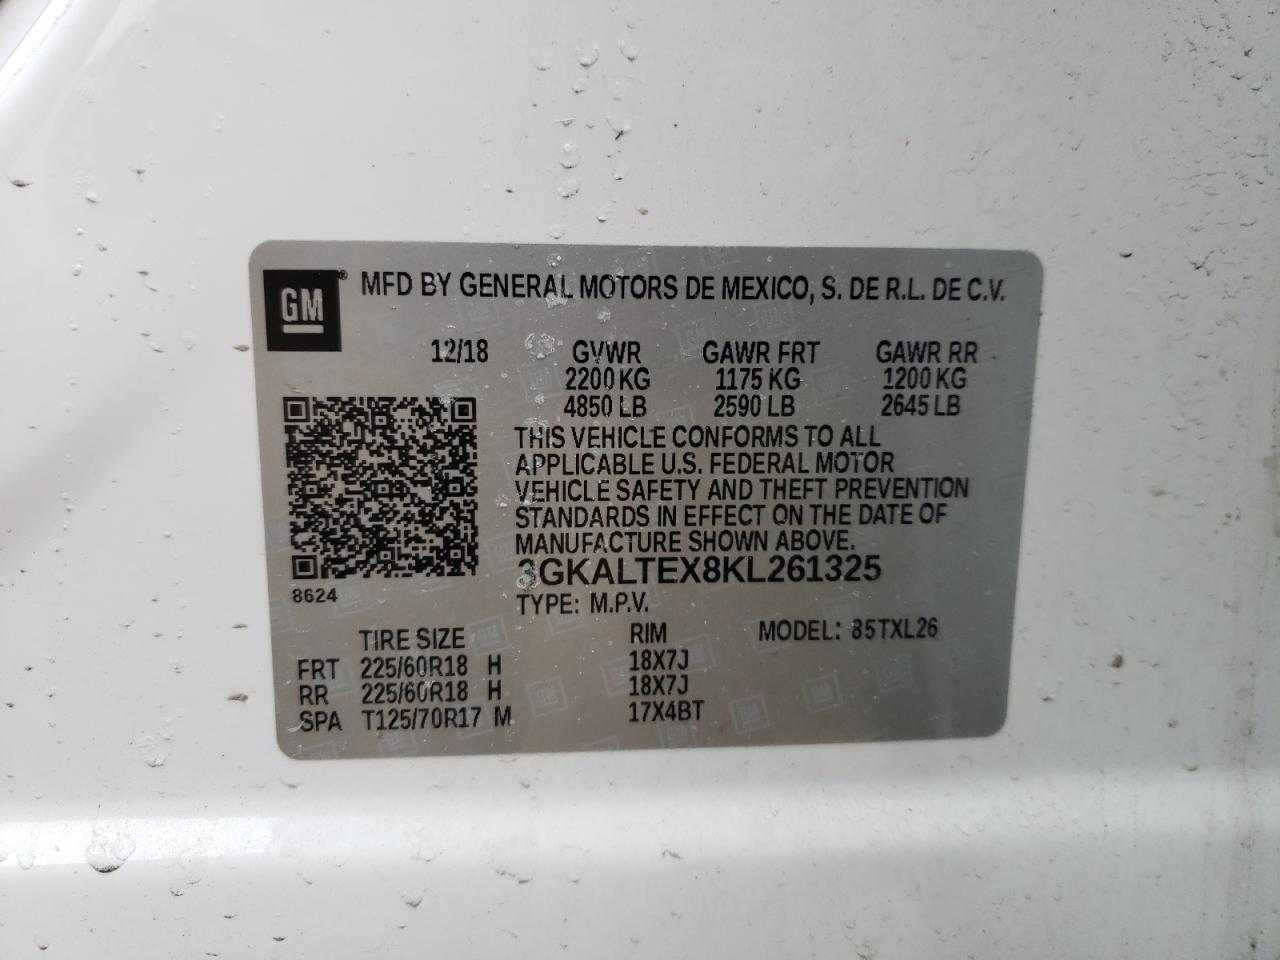 GM® MFD BY GENERAL MOTORS DE MEXICO, S. DE R.L. DE C.V.
12/18 GVWR GAWR FRT GAWR RR
2200 KG 1175 KG 1200 KG
4850 LB 2590 LB 2645 LB
THIS VEHICLE CONFORMS TO ALL
APPLICABLE U.S. FEDERAL MOTOR
VEHICLE SAFETY AND THEFT PREVENTION
STANDARDS IN EFFECT ON THE DATE OF
MANUFACTURE SHOWN ABOVE.
3GKALTEX8KL261325
8624
TYPE: M.P.V.
TIRE SIZE RIM MODEL: 85TXL26
FRT 225/60R18 H 18X7J
RR 225/60R18 H 18X7J
SPA T125/70R17 M 17X4BT